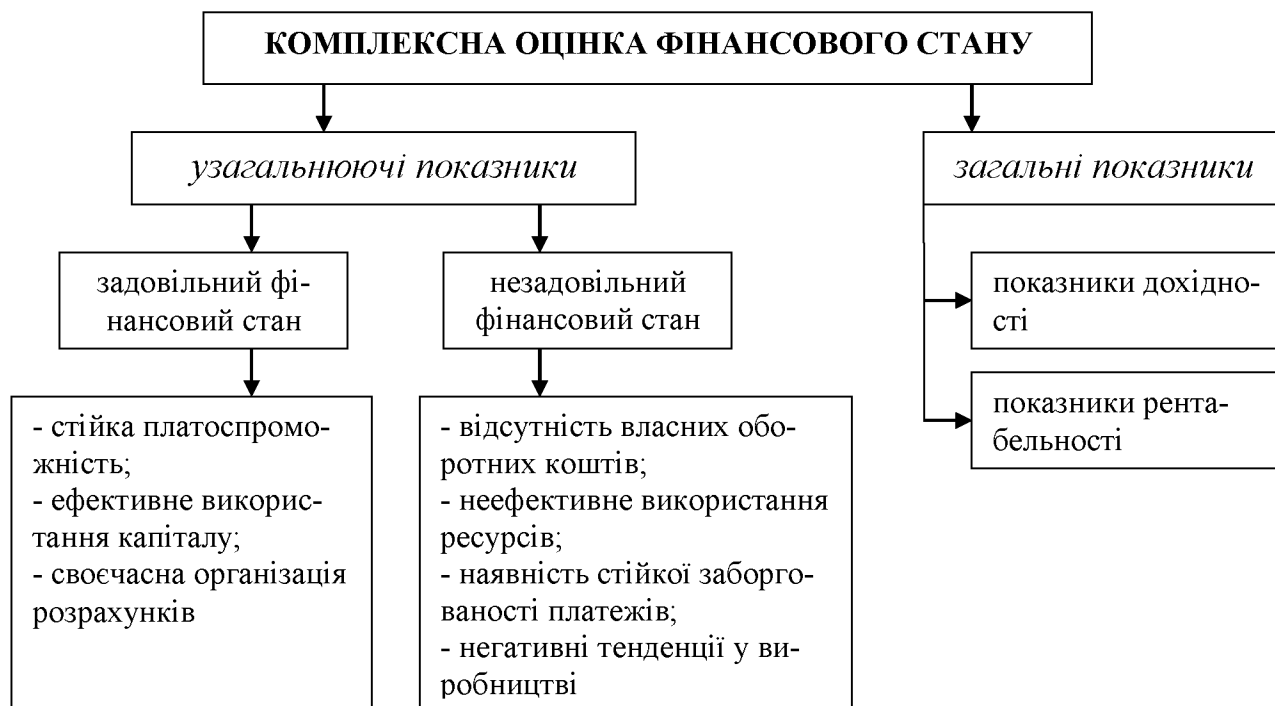 КОМПЛЕКСНА ОЦІНКА ФІНАНСОВОГО СТАНУ
узагальнюючі показники
загальні показники
задовільний фі-
нансовий стан
незадовільний
фінансовий стан
показники дохідно-
сті
показники рента-
бельності
- стійка платоспромо-
жність;
- ефективне викорис-
тання капіталу;
- своєчасна організація
розрахунків
- відсутність власних обо-
ротних коштів;
- неефективне використання
ресурсів;
- наявність стійкої заборго-
ваності платежів;
- негативні тенденції у ви-
робництві